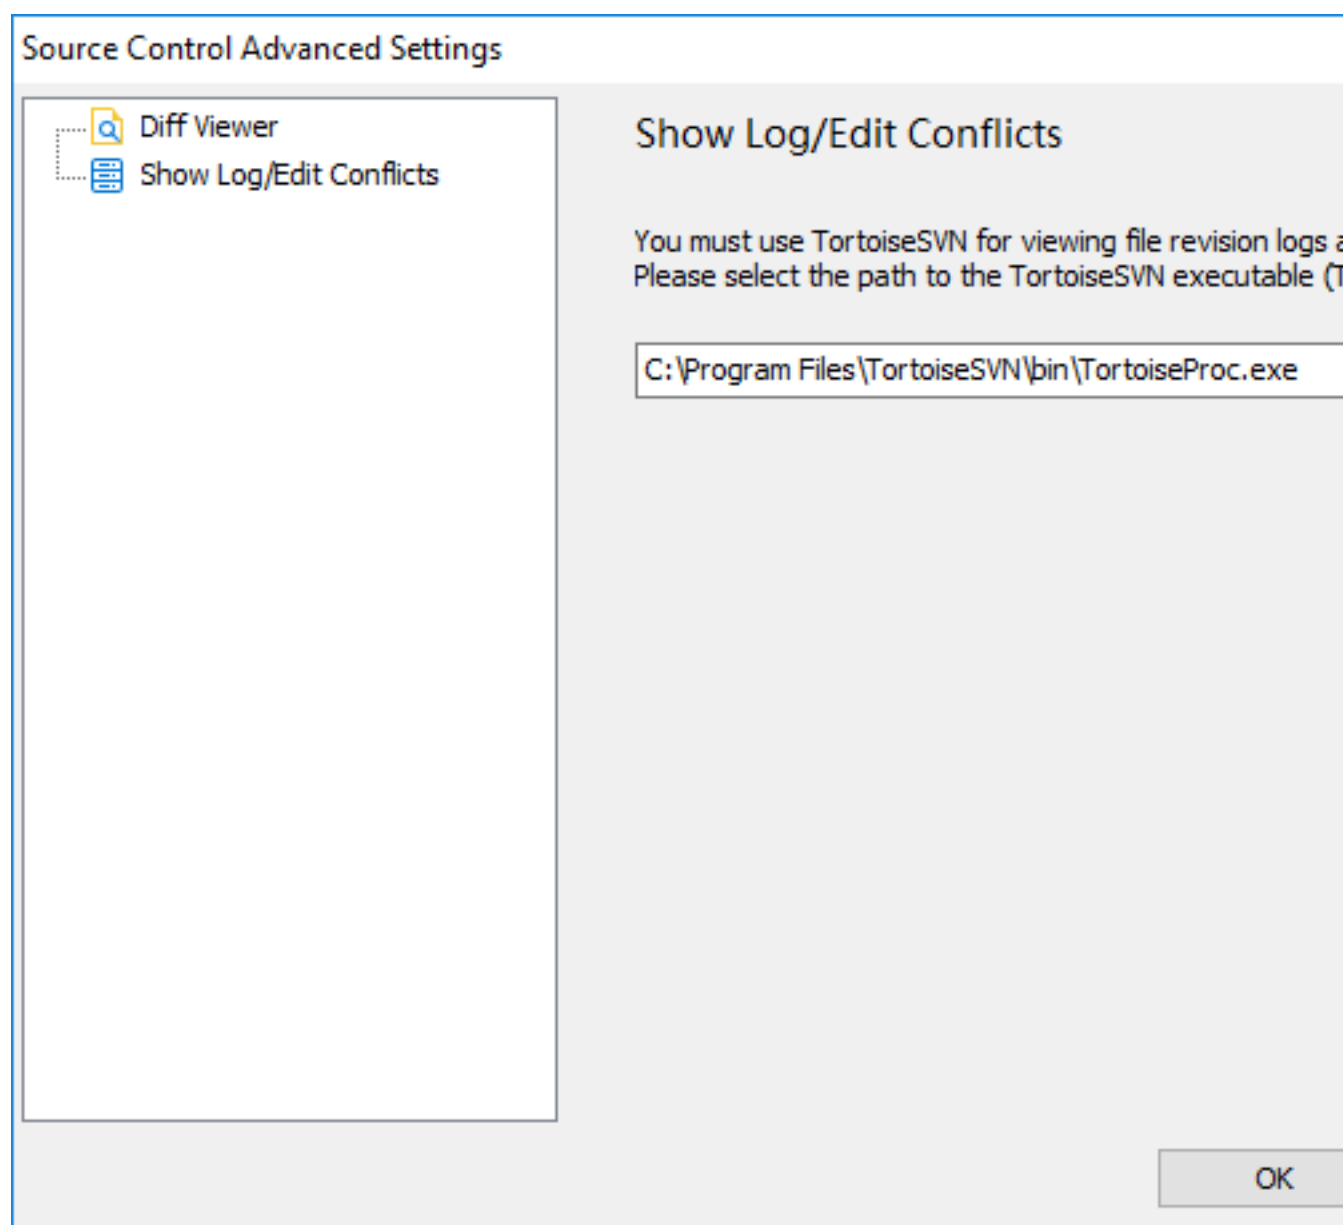 Source Control Advanced Settings
Diff Viewer
Show Log/Edit Conflicts
Show Log/Edit Conflicts
You must use TortoiseSVN for viewing file revision logs
Please select the path to the TortoiseSVN executable
C:\Program Files\TortoiseSVN\bin\TortoiseProc.exe
OK